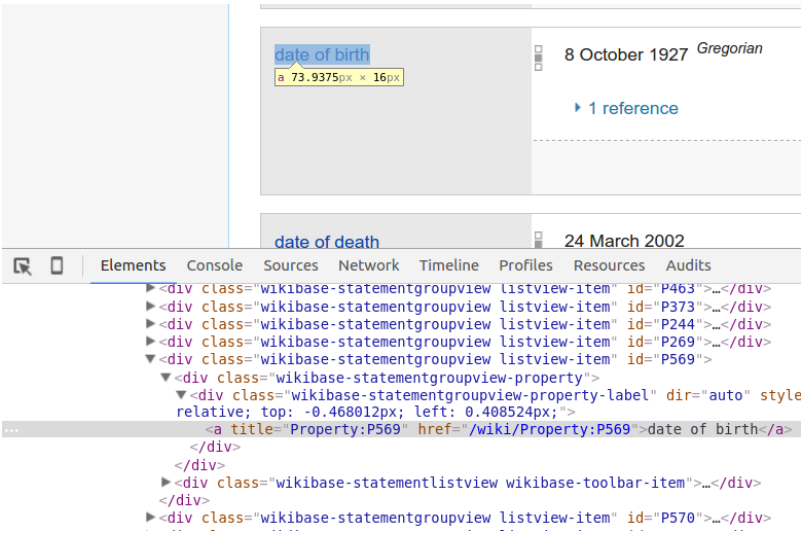 date of birth
8 October 1927 Gregorian
a 73.9375px × 16px
1 reference
date of death
24 March 2002
Elements Console Sources Network Timeline Profiles Resources Audits
<div class="wikibase-statementgroupview listview-item" id="P463">…</div>
<div class="wikibase-statementgroupview listview-item" id="P373">…</div>
<div class="wikibase-statementgroupview listview-item" id="P244">…</div>
<div class="wikibase-statementgroupview listview-item" id="P269">…</div>
<div class="wikibase-statementgroupview listview-item" id="P569">
<div class="wikibase-statementgroupview-property">
<div class="wikibase-statementgroupview-property-label" dir="auto" style
relative; top: -0.468012px; left: 0.408524px;">
<a title="Property:P569" href="/wiki/Property:P569">date of birth</a>
</div>
</div>
<div class="wikibase-statementlistview wikibase-toolbar-item">…</div>
</div>
<div class="wikibase-statementgroupview listview-item" id="P570">…</div>